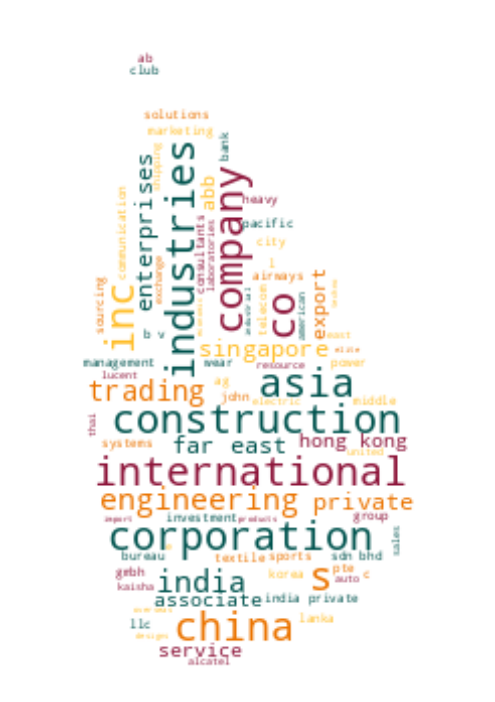 ab
club
solutions
marketing
bank
shipping
industries
enterprises
company
abb
heavy
communication
consultants
laboratories
pacific
city
l
exchange
airways
sourcing
inc
telecom
co
american
export
industrial
b v
east
singapore
elite
management
wear
resource
power
lucent
asia
trading
ag
john
electric
middle
thai
construction
systems
far east
hong kong
united
international
engineering
private
import
investment
products
group
corporation
sales
bureau
textile
sports
sdn bhd
gmbh
india
korea
s
pte
auto
c
kaisha
associate
india private
overseas
llc
china
lanka
designs
service
alcatel